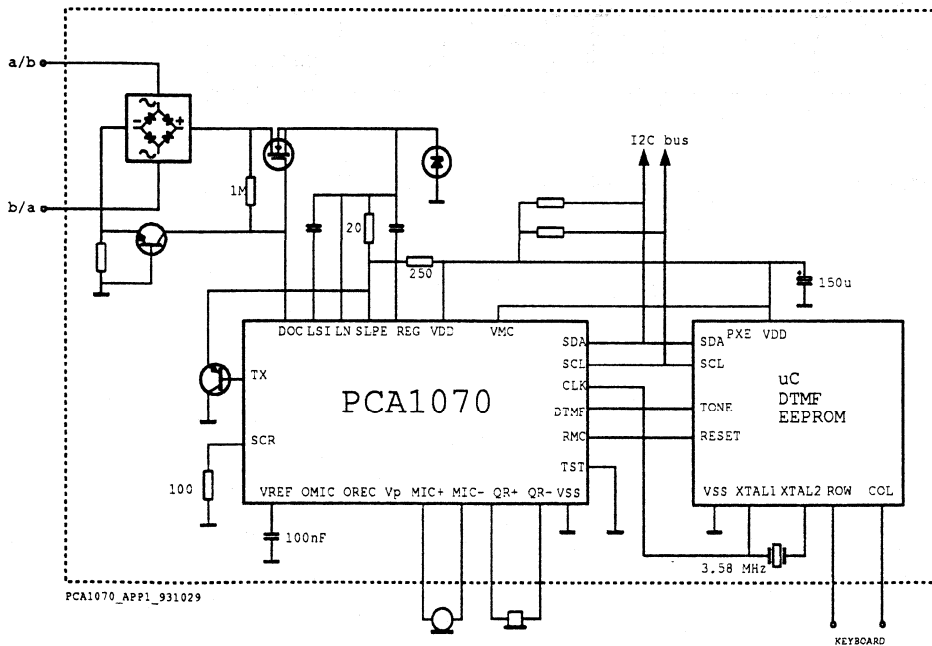 a/b
I2C bus
1M
b/a
20
250
150u
DOC LSI LN SLPE REG VDD VMC
PXE VDD
SDA SDA
SCL SCL
TX
CLK
uC
PCA1070
DTMF
EEPROM
DTMF TONE
SCR
RMC RESET
TST
100
VREF OMIC OREC Vp MIC+ MIC- QR+ QR- VSS
VSS XTAL1 XTAL2 ROW COL
100nF
3,58 MHz
PCA1070_APP1_931029
KEYBOARD